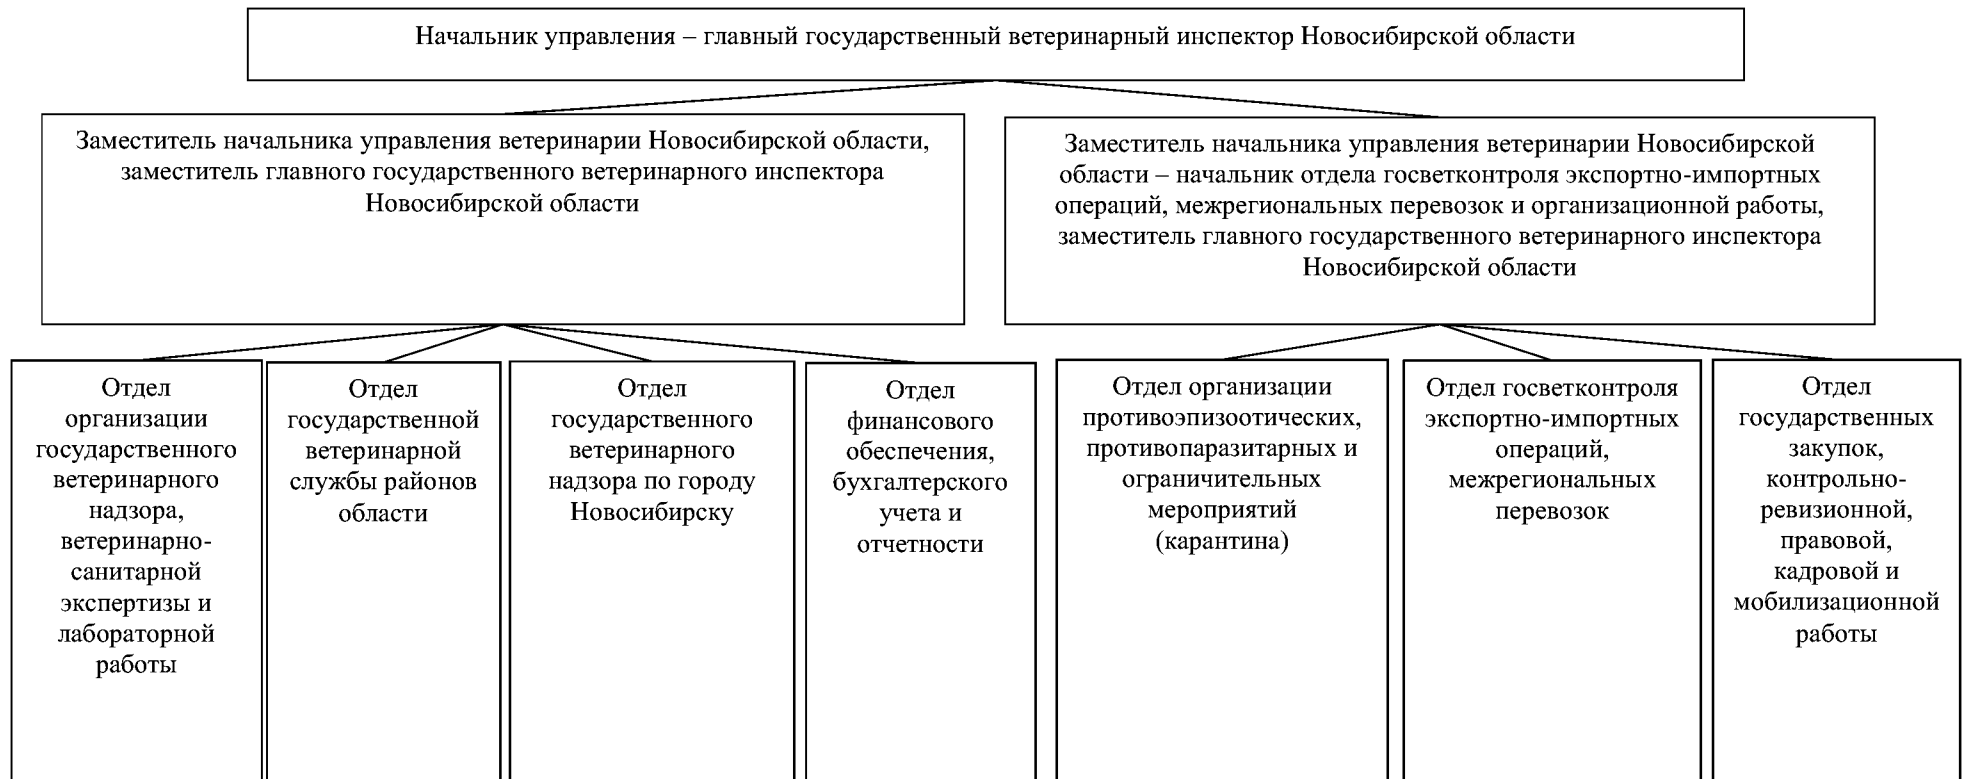 Начальник управления – главный государственный ветеринарный инспектор Новосибирской области
Заместитель начальника управления ветеринарии Новосибирской области,
заместитель главного государственного ветеринарного инспектора
Новосибирской области
Заместитель начальника управления ветеринарии Новосибирской
области – начальник отдела госветконтроля экспортно-импортных
операций, межрегиональных перевозок и организационной работы,
заместитель главного государственного ветеринарного инспектора
Новосибирской области
Отдел
организации
государственного
ветеринарного
надзора,
ветеринарно-
санитарной
экспертизы и
лабораторной
работы
Отдел
государственной
ветеринарной
службы районов
области
Отдел
государственного
ветеринарного
надзора по городу
Новосибирску
Отдел
финансового
обеспечения,
бухгалтерского
учета и
отчетности
Отдел организации
противоэпизоотических,
противопаразитарных и
ограничительных
мероприятий
(карантина)
Отдел госветконтроля
экспортно-импортных
операций,
межрегиональных
перевозок
Отдел
государственных
закупок,
контрольно-
ревизионной,
правовой,
кадровой и
мобилизационной
работы